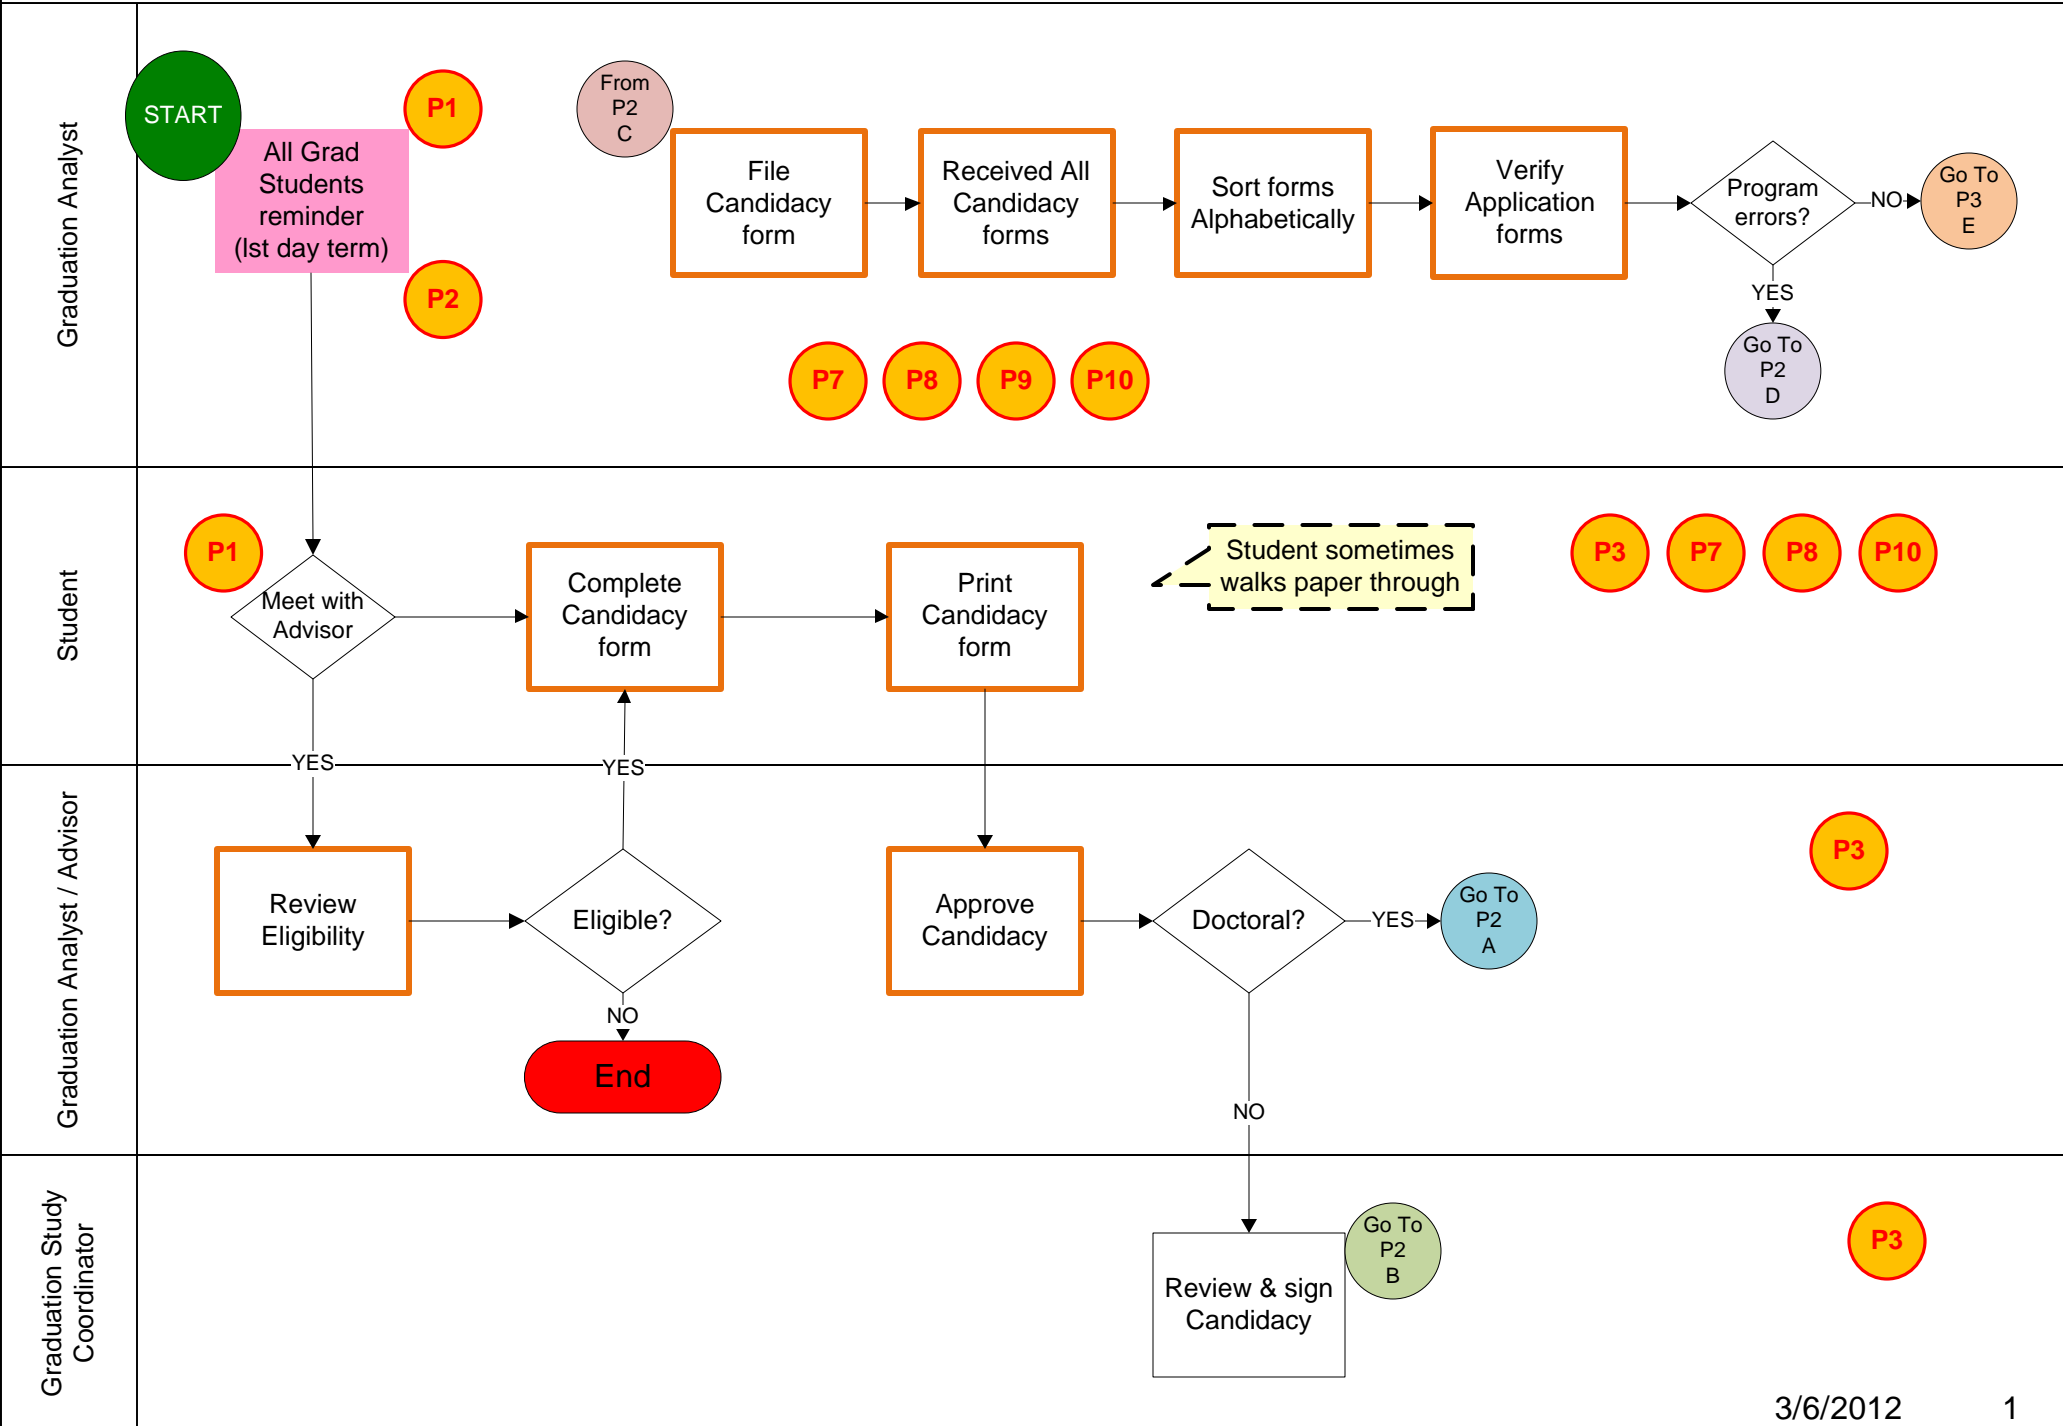 Graduation Analyst
START
All Grad
Students
reminder
(lst day term)
P1
P2
From
P2
C
File
Candidacy
form
Received All
Candidacy
forms
Sort forms
Alphabetically
Verify
Application
forms
Program
errors?
NO
Go To
P3
E
YES
Go To
P2
D
P7
P8
P9
P10
Student
P1
Meet with
Advisor
Complete
Candidacy
form
Print
Candidacy
form
Student sometimes
walks paper through
P3
P7
P8
P10
YES
YES
Graduation Analyst / Advisor
Review
Eligibility
Eligible?
NO
End
Approve
Candidacy
Doctoral?
YES
Go To
P2
A
P3
NO
Graduation Study
Coordinator
Review & sign
Candidacy
Go To
P2
B
P3
3/6/2012
1